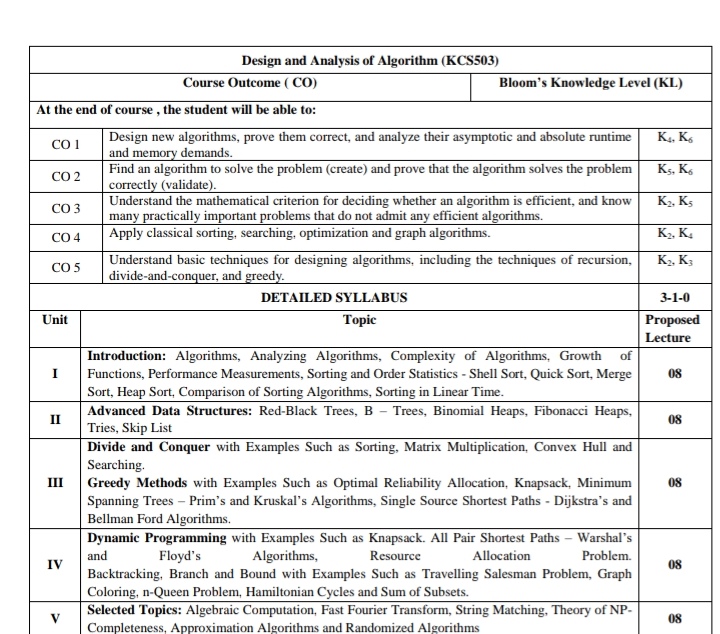 Design and Analysis of Algorithm (KCS503)
Course Outcome ( CO) Bloom's Knowledge Level (KL)
At the end of course , the student will be able to:
CO 1 Design new algorithms, prove them correct, and analyze their asymptotic and absolute runtime K₄, K₆
and memory demands.
CO 2 Find an algorithm to solve the problem (create) and prove that the algorithm solves the problem K₅, K₆
correctly (validate).
CO 3 Understand the mathematical criterion for deciding whether an algorithm is efficient, and know K₂, K₅
many practically important problems that do not admit any efficient algorithms.
CO 4 Apply classical sorting, searching, optimization and graph algorithms. K₂, K₄
CO 5 Understand basic techniques for designing algorithms, including the techniques of recursion, K₂, K₃
divide-and-conquer, and greedy.
DETAILED SYLLABUS 3-1-0
Unit Topic Proposed
Lecture
Introduction: Algorithms, Analyzing Algorithms, Complexity of Algorithms, Growth of
I Functions, Performance Measurements, Sorting and Order Statistics - Shell Sort, Quick Sort, Merge 08
Sort, Heap Sort, Comparison of Sorting Algorithms, Sorting in Linear Time.
II Advanced Data Structures: Red-Black Trees, B – Trees, Binomial Heaps, Fibonacci Heaps, 08
Tries, Skip List
Divide and Conquer with Examples Such as Sorting, Matrix Multiplication, Convex Hull and
Searching.
III Greedy Methods with Examples Such as Optimal Reliability Allocation, Knapsack, Minimum 08
Spanning Trees – Prim's and Kruskal's Algorithms, Single Source Shortest Paths - Dijkstra's and
Bellman Ford Algorithms.
Dynamic Programming with Examples Such as Knapsack. All Pair Shortest Paths – Warshal's
IV and Floyd's Algorithms, Resource Allocation Problem. 08
Backtracking, Branch and Bound with Examples Such as Travelling Salesman Problem, Graph
Coloring, n-Queen Problem, Hamiltonian Cycles and Sum of Subsets.
V Selected Topics: Algebraic Computation, Fast Fourier Transform, String Matching, Theory of NP- 08
Completeness, Approximation Algorithms and Randomized Algorithms